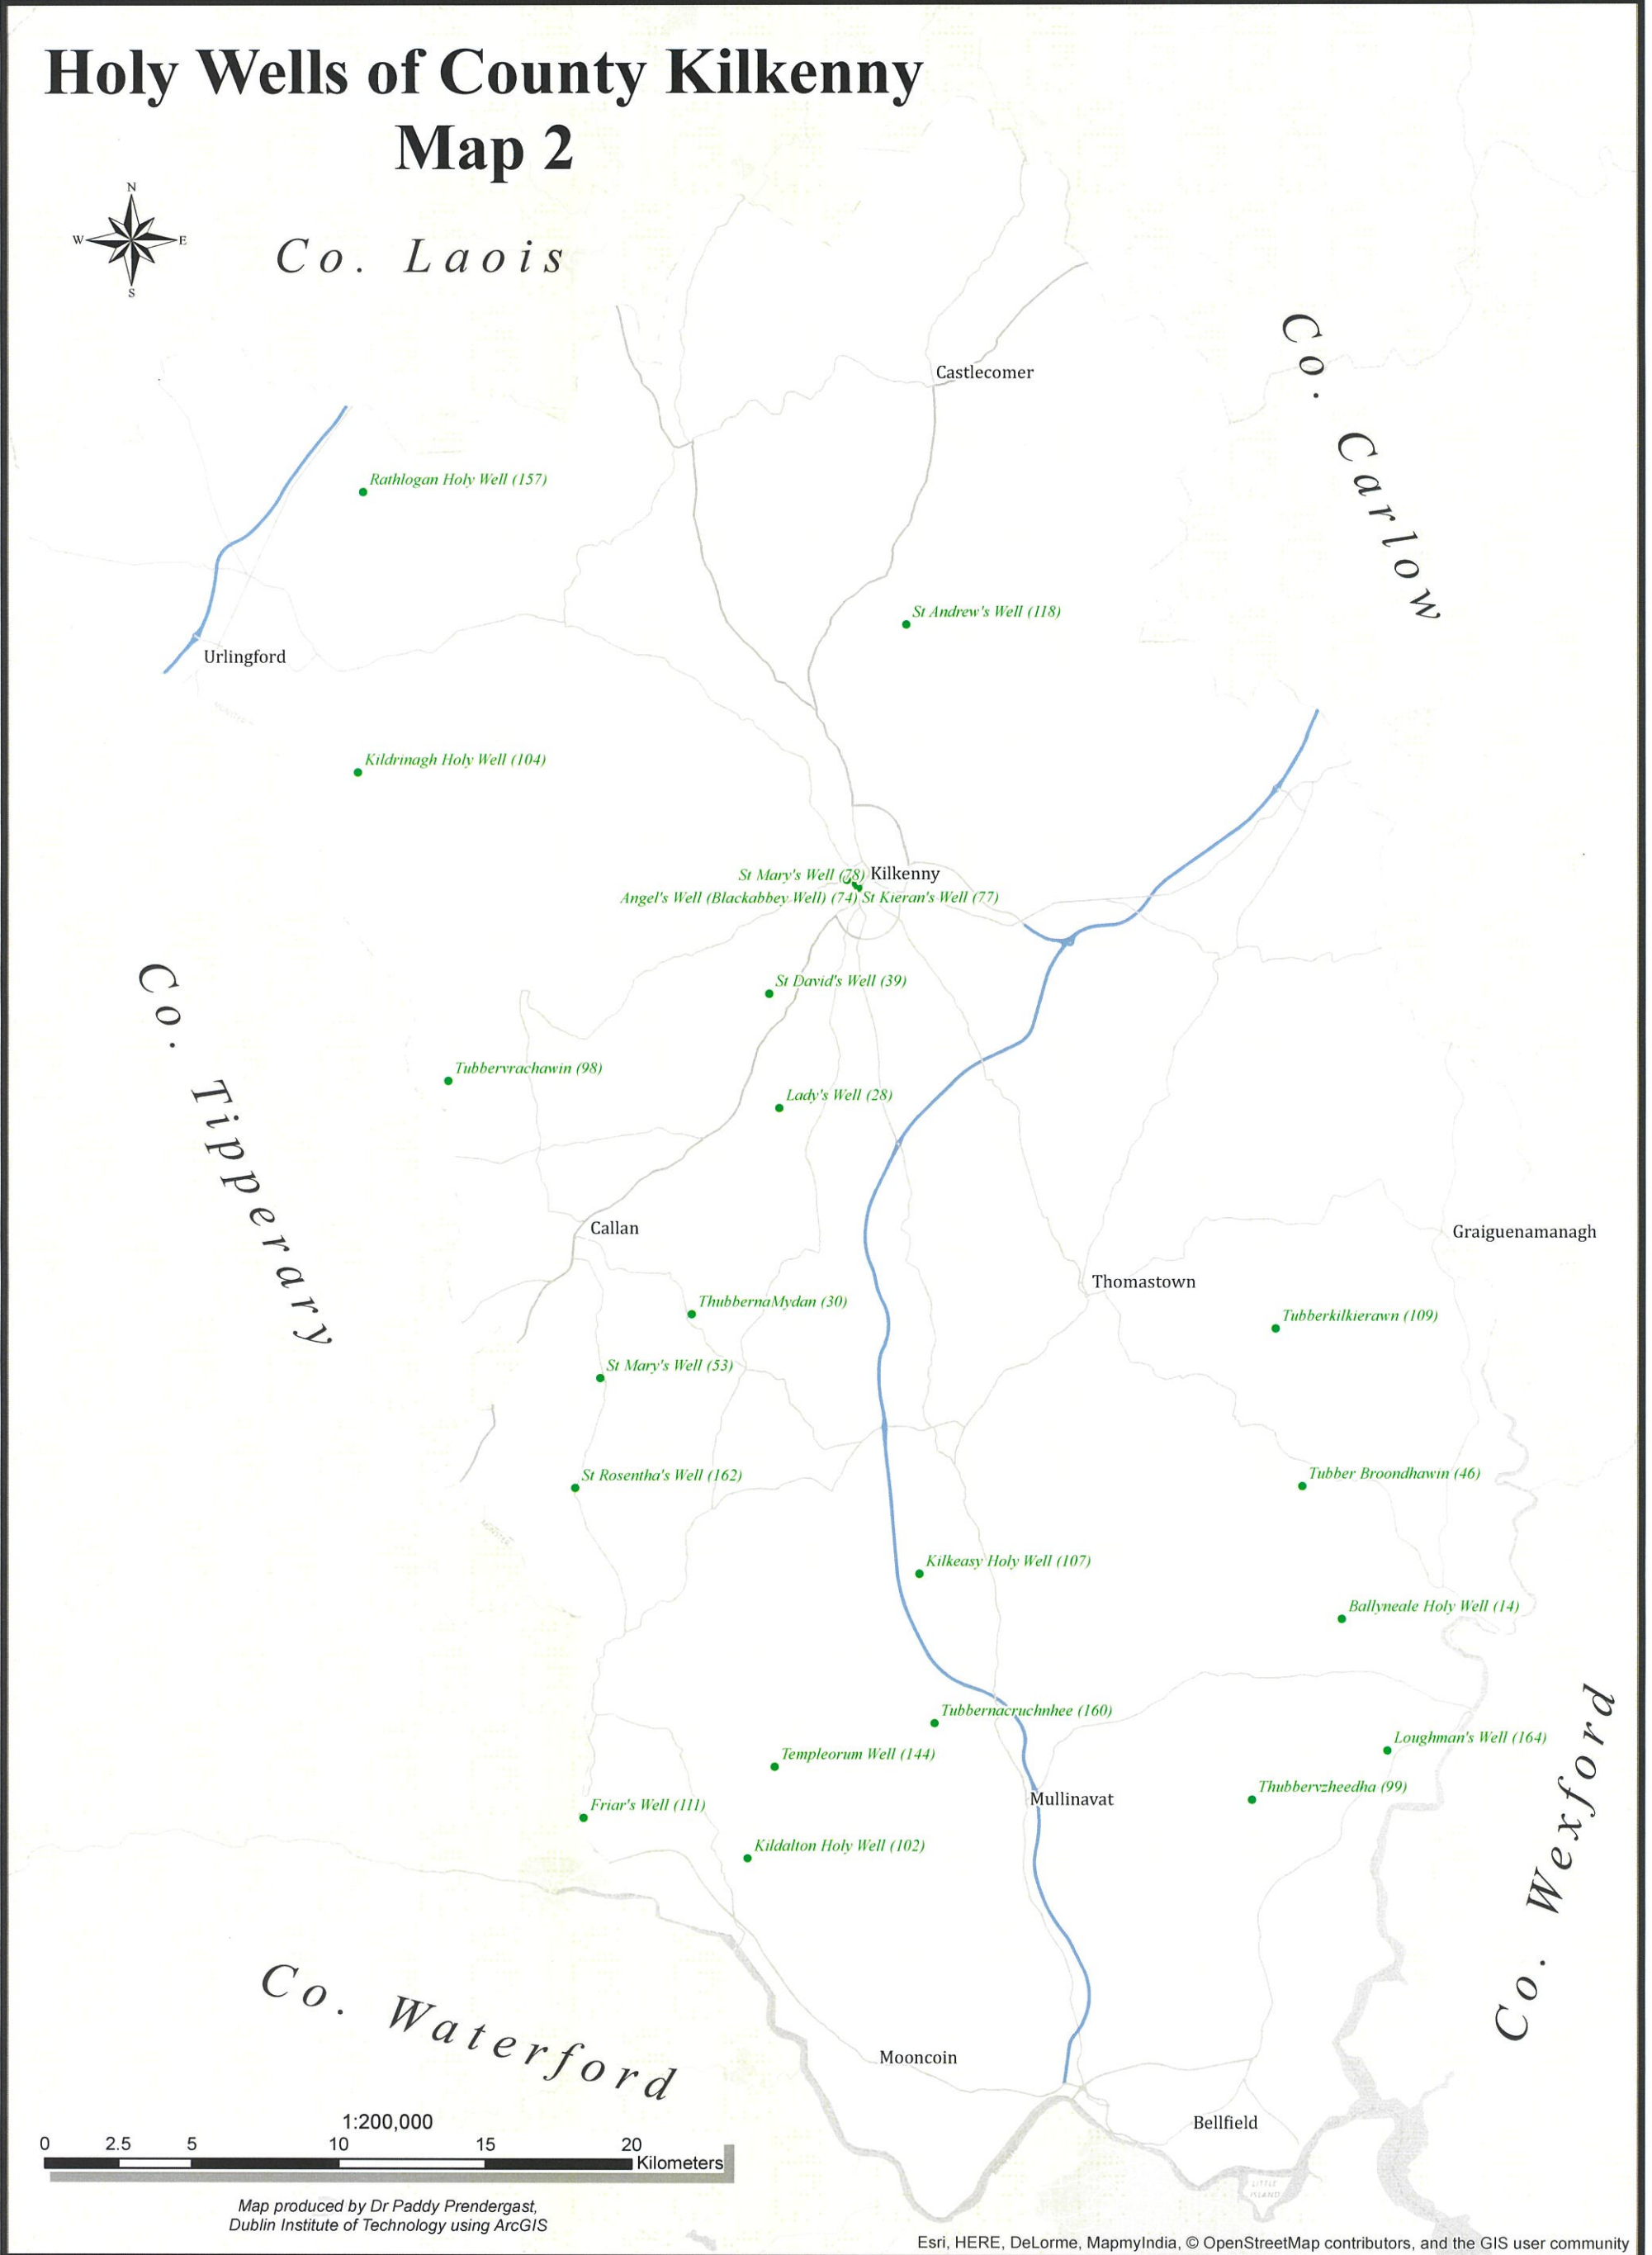 Holy Wells of County Kilkenny
Map 2
N
W E
S
Co. Laois
Co. Carlow
Castlecomer
Rathlogan Holy Well (157)
St Andrew's Well (118)
Urlingford
MUNSTER
Kildrinagh Holy Well (104)
St Mary's Well (78)
Kilkenny
Angel's Well (Blackabbey Well) (74)
St Kieran's Well (77)
Co. Tipperary
St David's Well (39)
Tubbervrachawin (98)
Lady's Well (28)
Callan
Graiguenamanagh
Thomastown
ThubbernaMydan (30)
Tubberkilkierawn (109)
St Mary's Well (53)
St Rosentha's Well (162)
Tubber Broondhawin (46)
MUNSTER
Kilkeasy Holy Well (107)
Ballyneale Holy Well (14)
Co. Wexford
Tubbernacruchnhee (160)
Loughman's Well (164)
Templeorum Well (144)
Thubbervzheedha (99)
Mullinavat
Friar's Well (111)
Kildalton Holy Well (102)
Co. Waterford
Mooncoin
Bellfield
1:200,000
0 2.5 5 10 15 20
Kilometers
LITTLE
ISLAND
Map produced by Dr Paddy Prendergast,
Dublin Institute of Technology using ArcGIS
Esri, HERE, DeLorme, MapmyIndia, © OpenStreetMap contributors, and the GIS user community